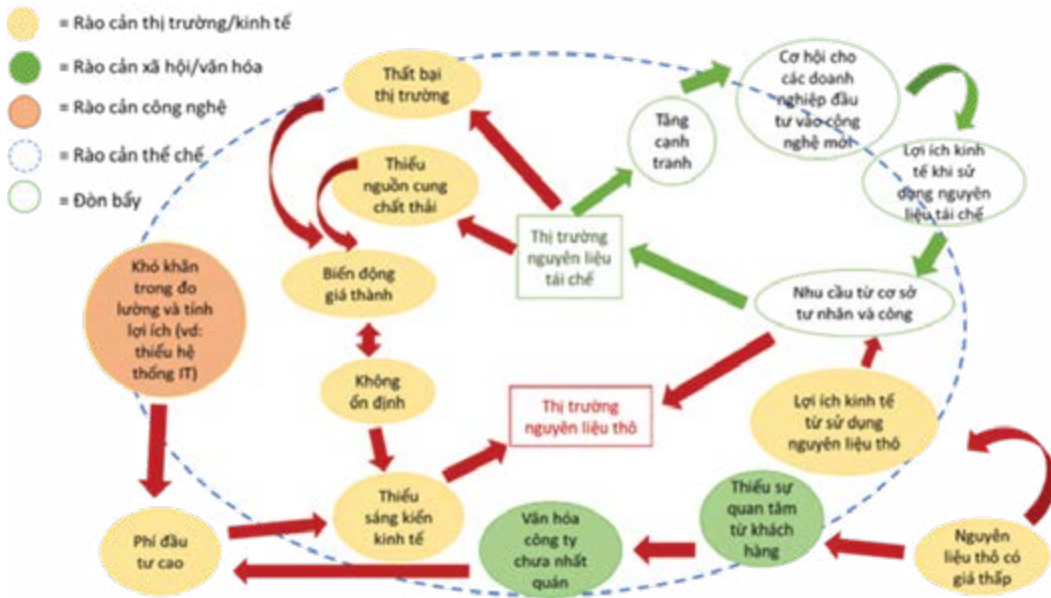 = Rào cản thị trường/kinh tế
= Rào cản xã hội/văn hóa
= Rào cản công nghệ
= Rào cản thể chế
= Đòn bẩy
Thất bại
thị trường
Thiếu
nguồn cung
chất thải
Biến động
giá thành
Không
ổn định
Thiếu
sáng kiến
kinh tế
Khó khăn
trong đo
lường và tính
lợi ích (vd:
thiếu hệ
thống IT)
Phí đầu
tư cao
Tăng
cạnh
tranh
Cơ hội cho
các doanh
nghiệp đầu
tư vào công
nghệ mới
Lợi ích kinh
tế khi sử
dụng nguyên
liệu tái chế
Thị trường
nguyên liệu
tái chế
Nhu cầu từ cơ sở
tư nhân và công
Thị trường
nguyên liệu thô
Lợi ích kinh tế
từ sử dụng
nguyên liệu thô
Thiếu sự
quan tâm
từ khách
hàng
Văn hóa
công ty
chưa nhất
quán
Nguyên
liệu thô có
giá thấp